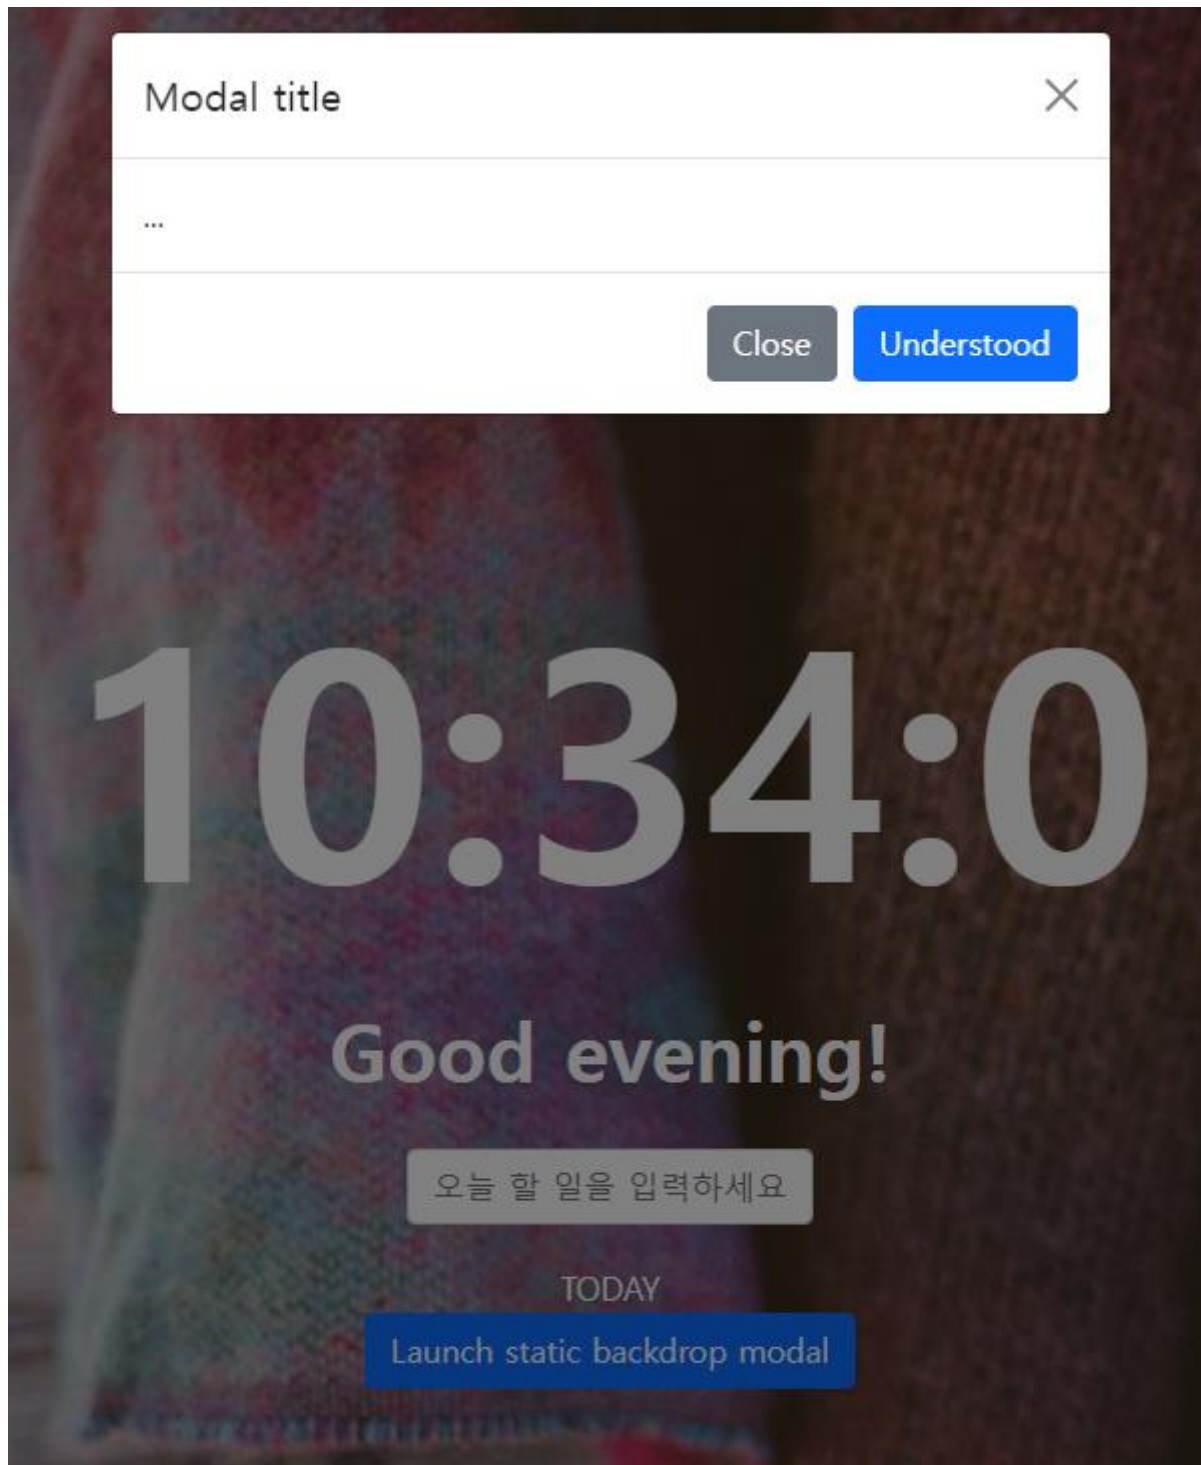 Modal title
...
Close Understood
10:34:0
Good evening!
오늘 할 일을 입력하세요
TODAY
Launch static backdrop modal